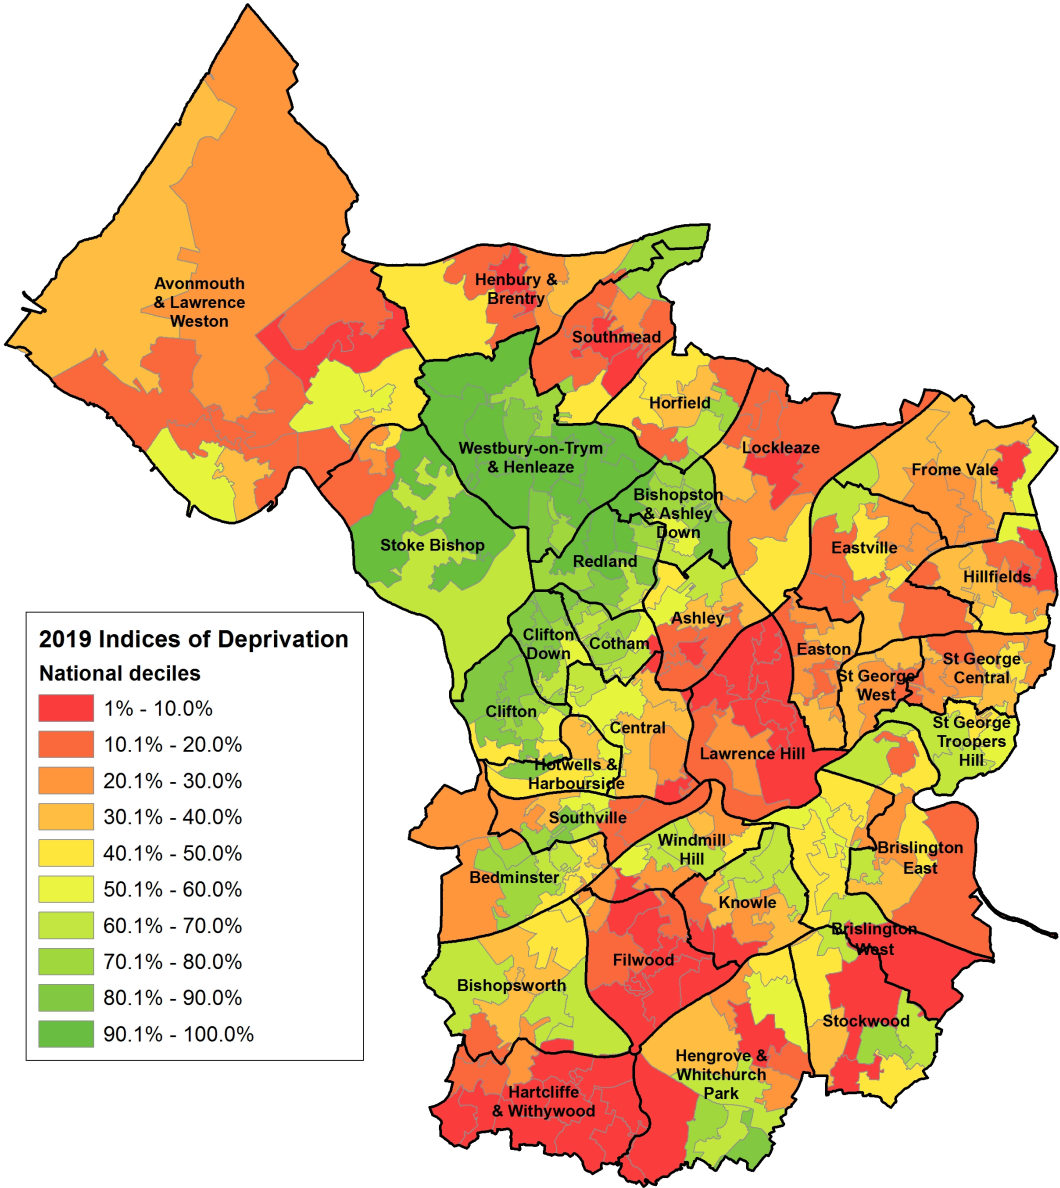 Avonmouth
& Lawrence
Weston
Henbury &
Brentry
Southmead
Horfield
Lockleaze
Westbury-on-Trym
& Henleaze
Frome Vale
Bishopston
& Ashley
Down
Stoke Bishop
Redland
Eastville
Hillfields
Ashley
Clifton
Down
Cotham
Easton
St George
West
St George
Central
Clifton
Central
St George
Troopers
Hill
Lawrence Hill
Hotwells &
Harbourside
Southville
Windmill
Hill
Brislington
East
Bedminster
Knowle
Brislington
West
Filwood
Bishopsworth
Stockwood
Hengrove &
Whitchurch
Park
Hartcliffe
& Withywood
2019 Indices of Deprivation
National deciles
1% - 10.0%
10.1% - 20.0%
20.1% - 30.0%
30.1% - 40.0%
40.1% - 50.0%
50.1% - 60.0%
60.1% - 70.0%
70.1% - 80.0%
80.1% - 90.0%
90.1% - 100.0%